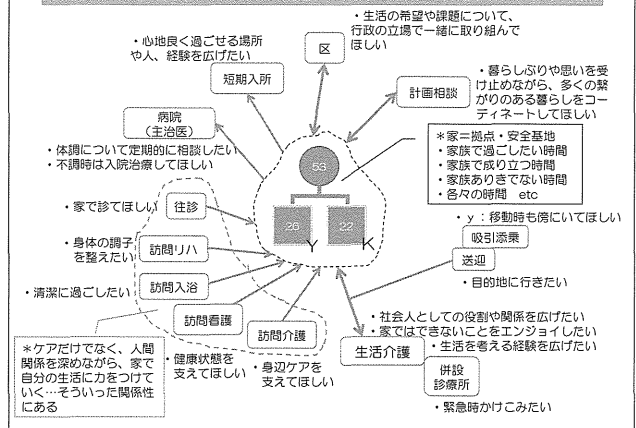 ・生活の希望や課題について、
行政の立場で一緒に取り組んで
ほしい
区
・心地良く過ごせる場所
や人、経験を広げたい
短期入所
計画相談
・暮らしぶりや思いを受
け止めながら、多くの繋
がりのある暮らしをコー
ディネートしてほしい
病院
（主治医）
・体調について定期的に相談したい
・不調時は入院治療してほしい
＊家＝拠点・安全基地
・家族で過ごしたい時間
・家族で成り立つ時間
・家族ありきでない時間
・各々の時間　etc
53
26
Y
22
K
・家で診てほしい
往診
・身体の調子
を整えたい
訪問リハ
訪問入浴
・清潔に過ごしたい
訪問看護
・健康状態を
支えてほしい
訪問介護
・身辺ケアを
支えてほしい
・y：移動時も傍にいてほしい
吸引添乗
送迎
・目的地に行きたい
・社会人としての役割や関係を広げたい
・家ではできないことをエンジョイしたい
・生活を考える経験を広げたい
生活介護
併設
診療所
・緊急時かけこみたい
＊ケアだけでなく、人間
関係を深めながら、家で
自分の生活に力をつけて
いく…そういった関係性
にある